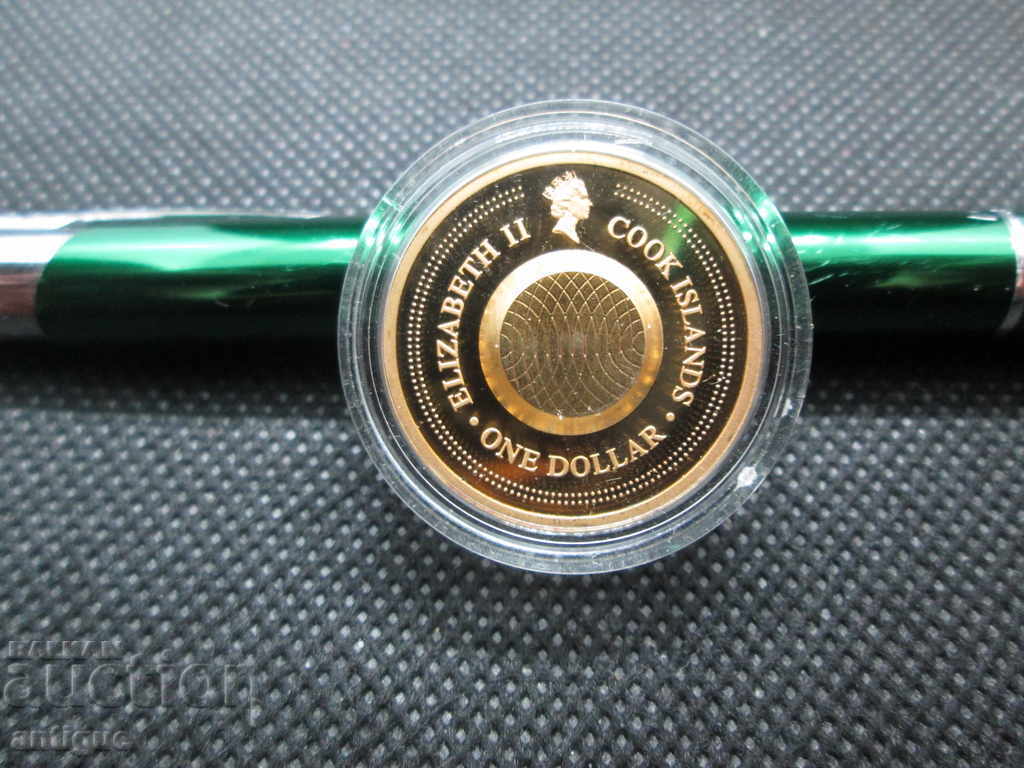 ELIZABETH II
COOK ISLANDS
· ONE DOLLAR ·
BALKAN
auction
antique